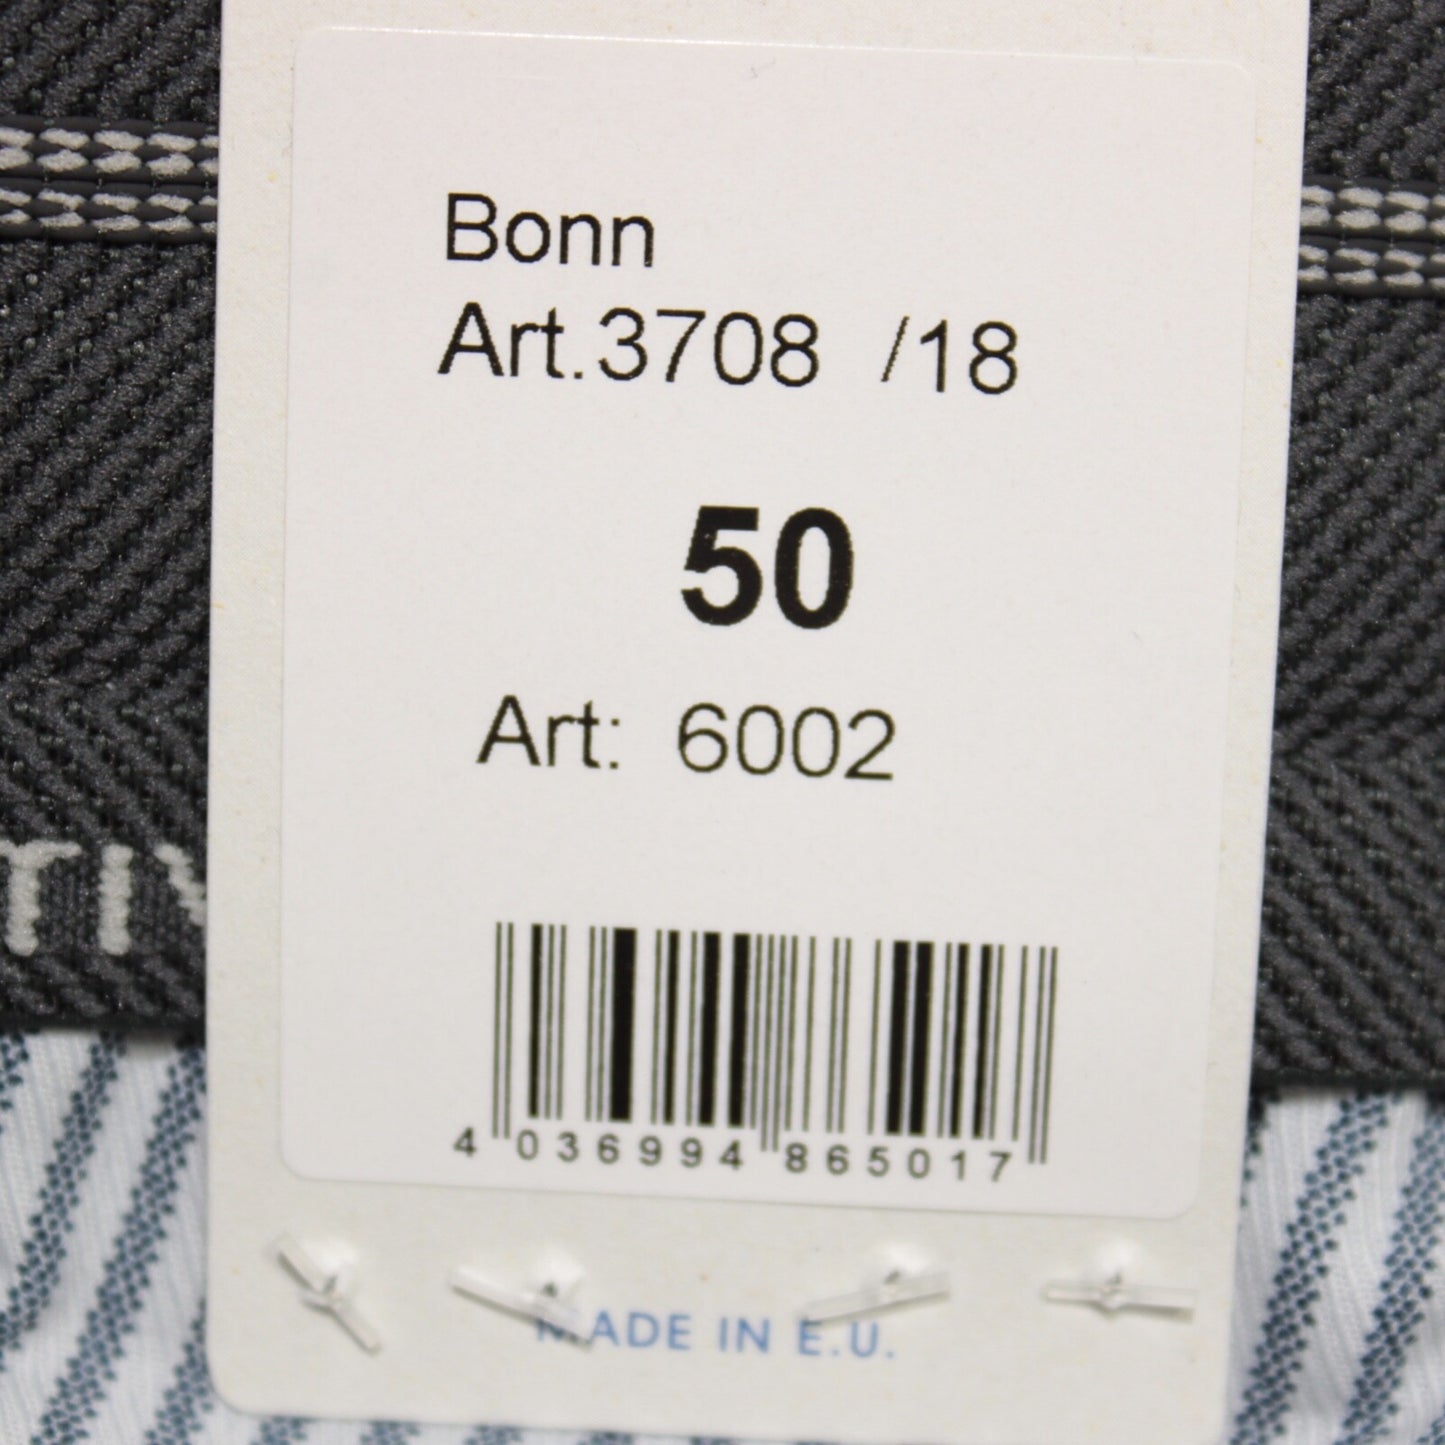 Bonn
Art.3708 /18
50
Art: 6002
4 036994 865017
MADE IN E.U.